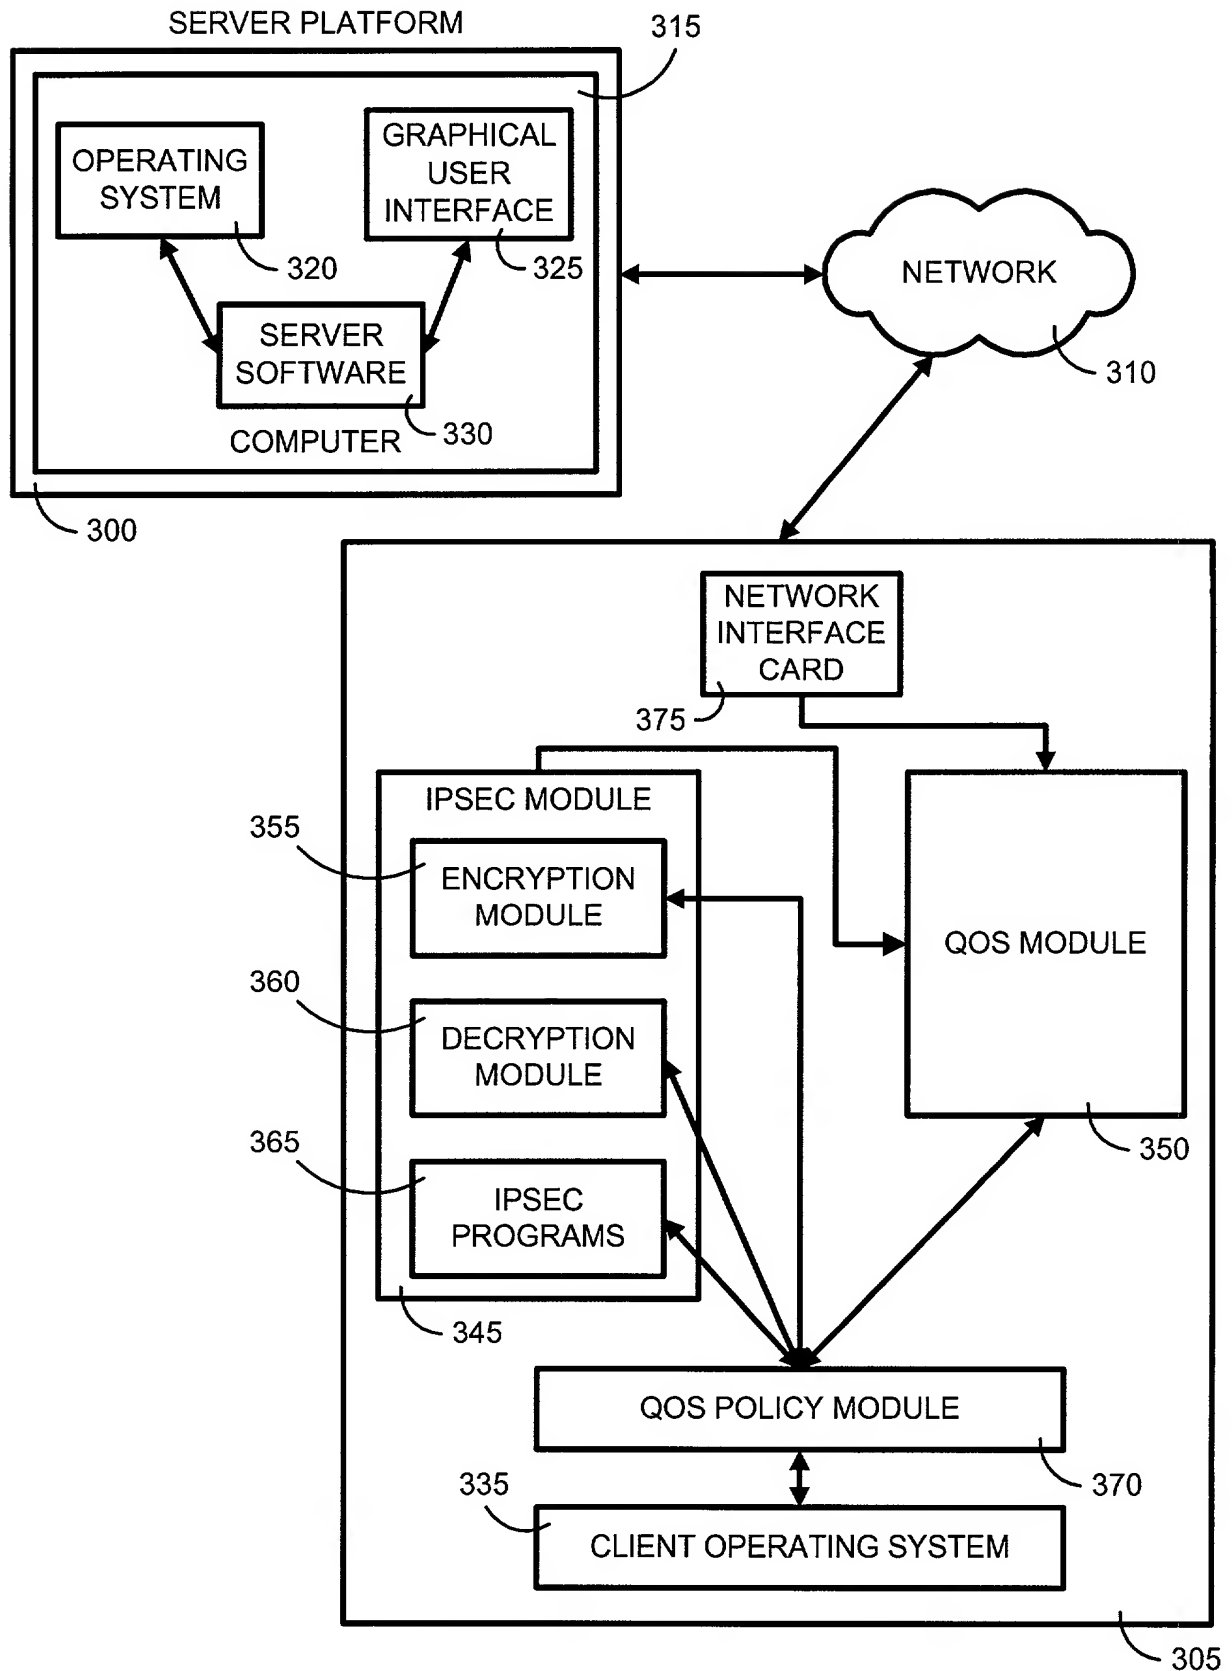 SERVER PLATFORM
315
OPERATING
SYSTEM
320
GRAPHICAL
USER
INTERFACE
325
SERVER
SOFTWARE
330
COMPUTER
300
NETWORK
310
NETWORK
INTERFACE
CARD
375
IPSEC MODULE
355
ENCRYPTION
MODULE
360
DECRYPTION
MODULE
365
IPSEC
PROGRAMS
345
QOS MODULE
350
QOS POLICY MODULE
370
335
CLIENT OPERATING SYSTEM
305